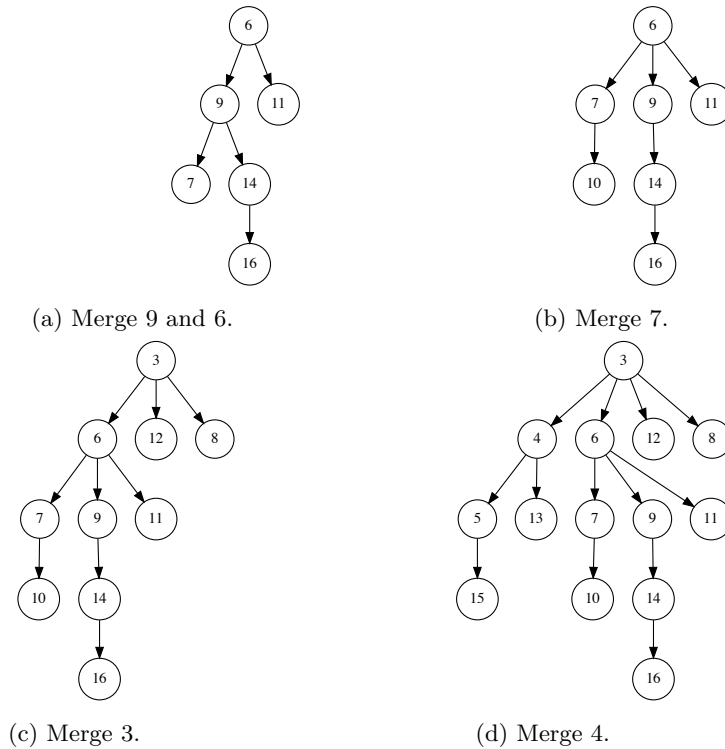 6 6
9 11 7 9 11
7 14 10 14
16 16
(a) Merge 9 and 6. (b) Merge 7.
3 3
6 12 8 4 6 12 8
7 9 11 5 13 7 9 11
10 14 15 10 14
16 16
(c) Merge 3. (d) Merge 4.